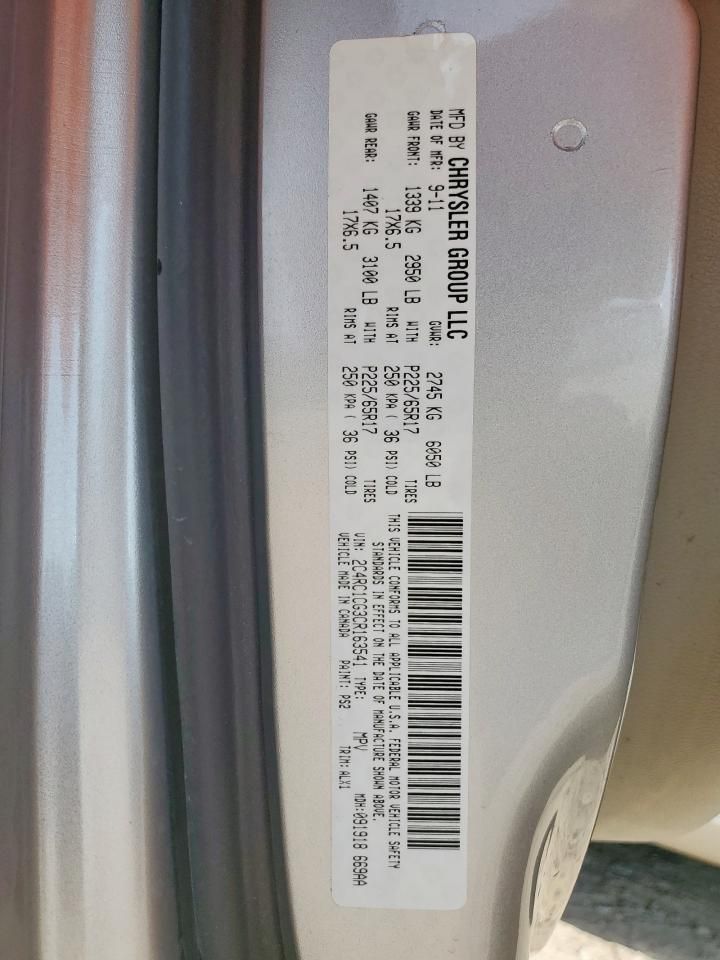 MFD BY CHRYSLER GROUP LLC
DATE OF MFR: 9-11 GVWR: 2745 KG 6050 LB
GAWR FRONT: 1339 KG 2950 LB WITH P225/65R17 TIRES
17X6.5 RIMS AT 250 KPA ( 36 PSI) COLD
GAWR REAR: 1407 KG 3100 LB WITH P225/65R17 TIRES
17X6.5 RIMS AT 250 KPA ( 36 PSI) COLD
THIS VEHICLE CONFORMS TO ALL APPLICABLE U.S.A. FEDERAL MOTOR VEHICLE SAFETY
STANDARDS IN EFFECT ON THE DATE OF MANUFACTURE SHOWN ABOVE.
VIN: 2C4RC1CG3CR163541 TYPE: MPV MDH:091918 669AA
VEHICLE MADE IN CANADA PAINT: PS2 TRIM:ALX1